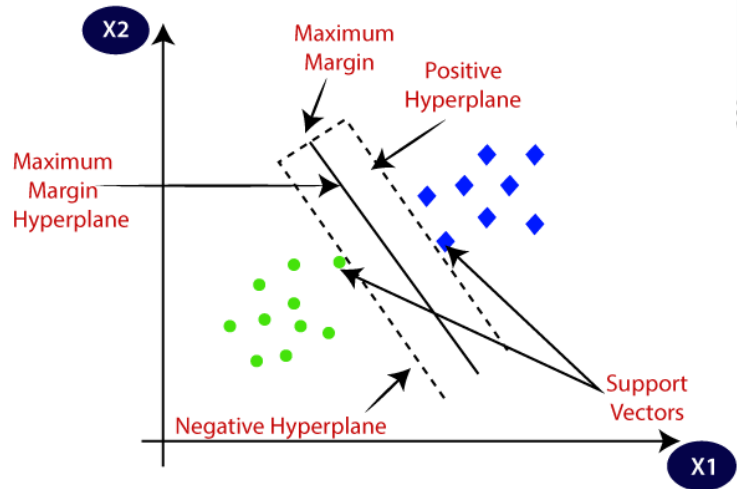 X2
Maximum
Margin
Positive
Hyperplane
Maximum
Margin
Hyperplane
Support
Vectors
Negative Hyperplane
X1